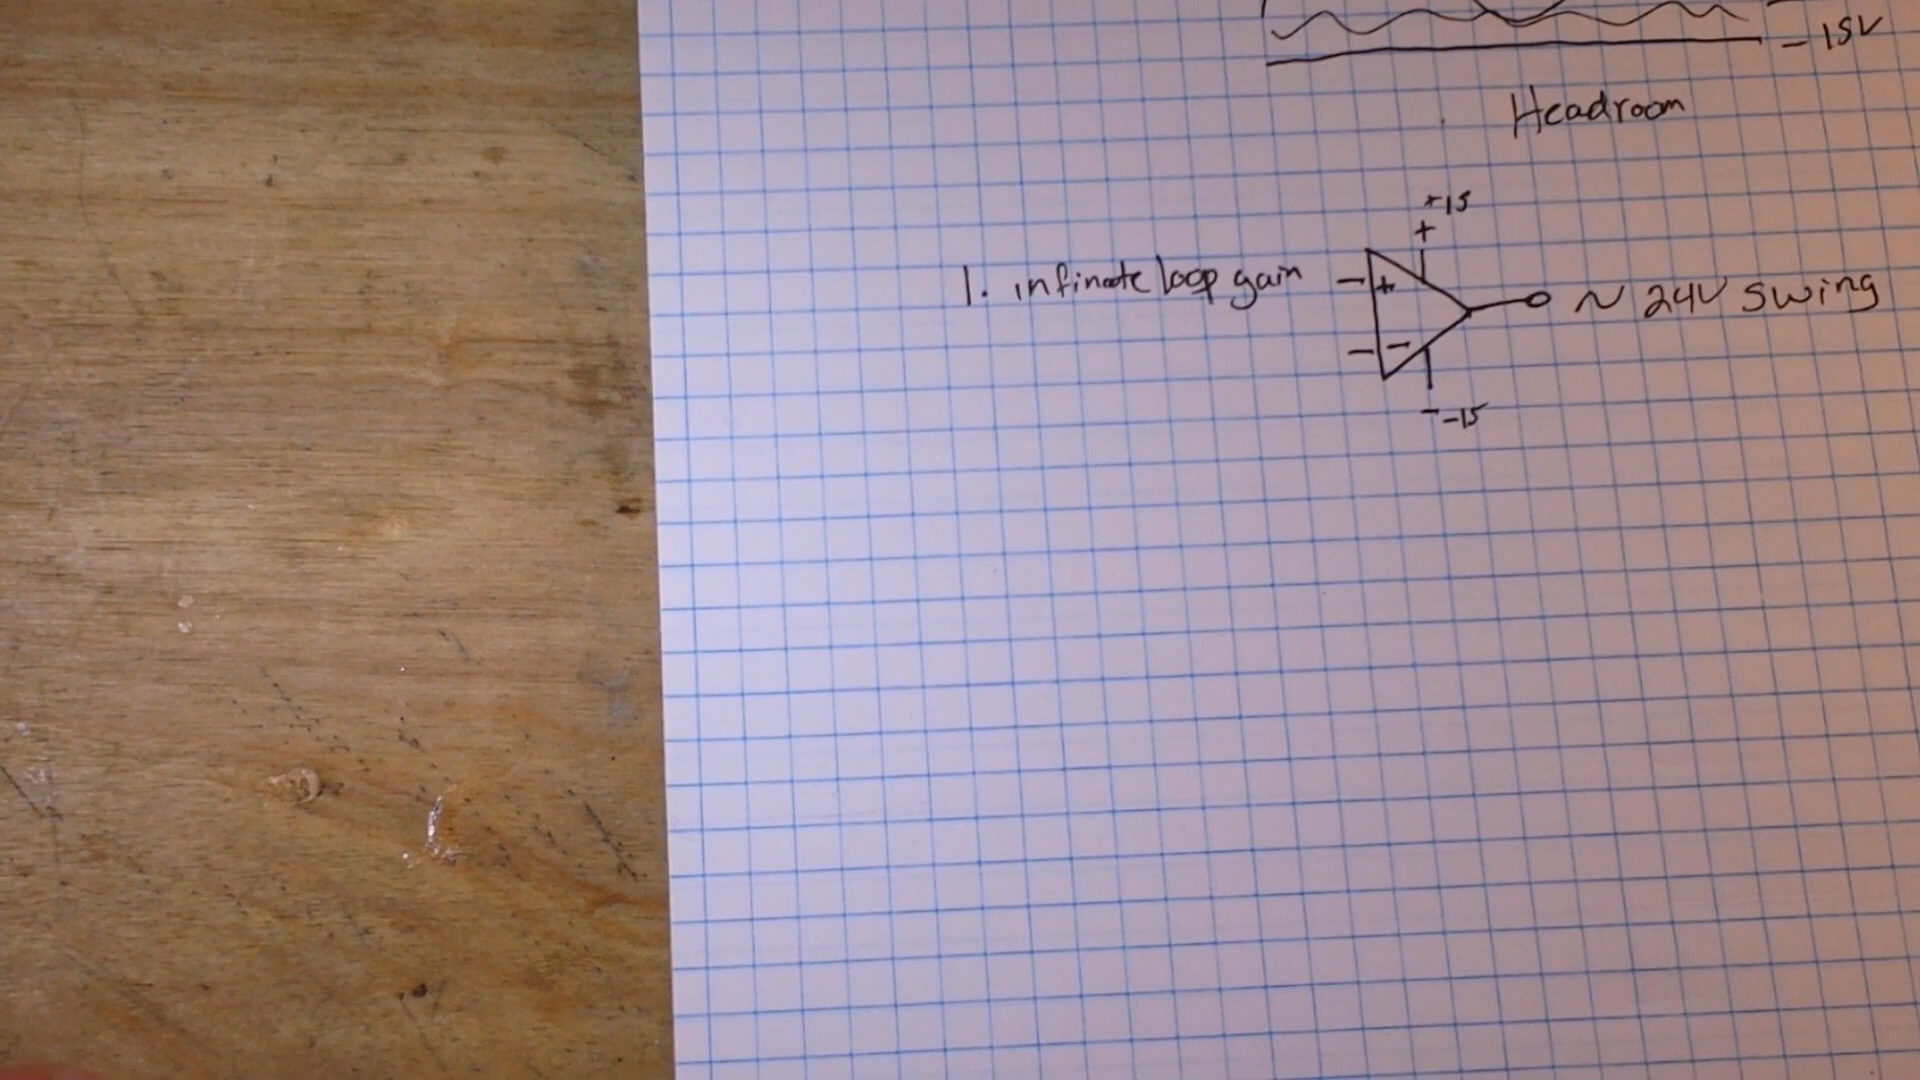 -15V
Headroom
+15
+
1. infinate loop gain
- +
~ 24V Swing
- -
- -15